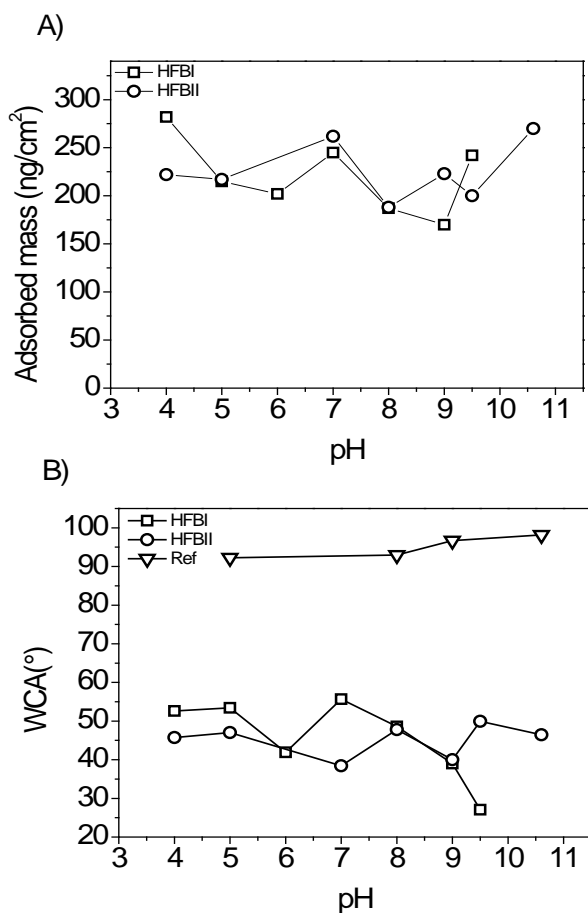 A)
HFBI
HFBII
300
250
200
150
100
50
0
Adsorbed mass (ng/cm²)
3 4 5 6 7 8 9 10 11
pH
B)
HFBI
HFBII
Ref
100
90
80
70
60
50
40
30
20
WCA(°)
3 4 5 6 7 8 9 10 11
pH